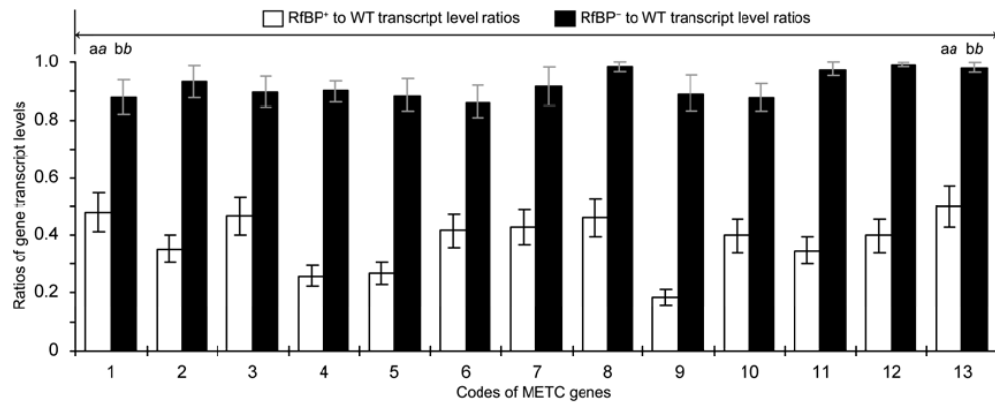 RfBP⁺ to WT transcript level ratios RfBP⁻ to WT transcript level ratios
aa bb aa bb
1.0
0.8
0.6
0.4
0.2
0
Ratios of gene transcript levels
1 2 3 4 5 6 7 8 9 10 11 12 13
Codes of METC genes